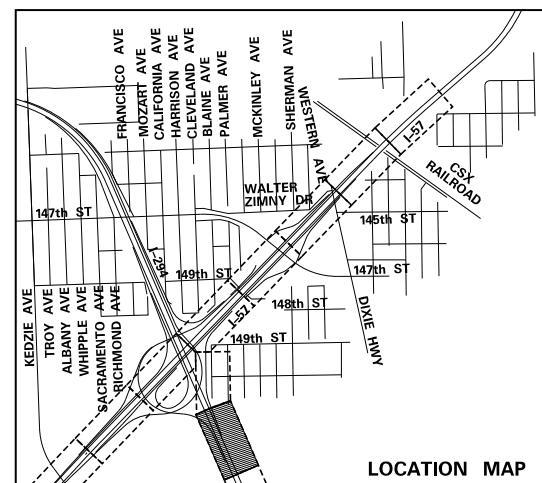 FRANCISCO AVE
MOZART AVE
CALIFORNIA AVE
HARRISON AVE
CLEVELAND AVE
BLAINE AVE
PALMER AVE
MCKINLEY AVE
SHERMAN AVE
WESTERN AVE
I-57
CSX
RAILROAD
WALTER
ZIMNY DR
147th ST
145th ST
I-294
149th ST
147th ST
148th ST
I-57
149th ST
DIXIE HWY
KEDZIE AVE
TROY AVE
ALBANY AVE
WHIPPLE AVE
SACRAMENTO AVE
RICHMOND AVE
LOCATION MAP